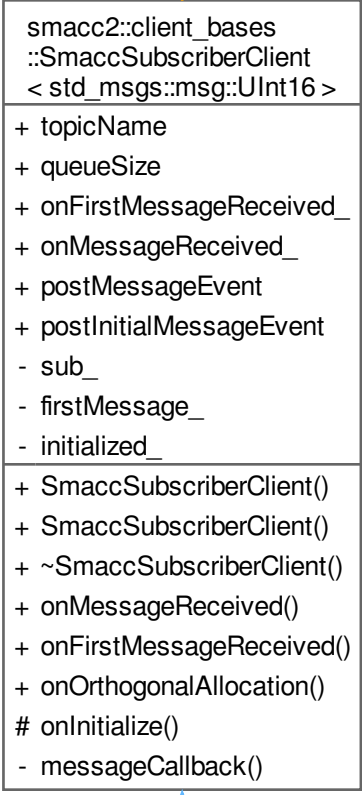 smacc2::client_bases
::SmaccSubscriberClient
< std_msgs::msg::UInt16 >
+ topicName
+ queueSize
+ onFirstMessageReceived_
+ onMessageReceived_
+ postMessageEvent
+ postInitialMessageEvent
- sub_
- firstMessage_
- initialized_
+ SmaccSubscriberClient()
+ SmaccSubscriberClient()
+ ~SmaccSubscriberClient()
+ onMessageReceived()
+ onFirstMessageReceived()
+ onOrthogonalAllocation()
# onInitialize()
- messageCallback()